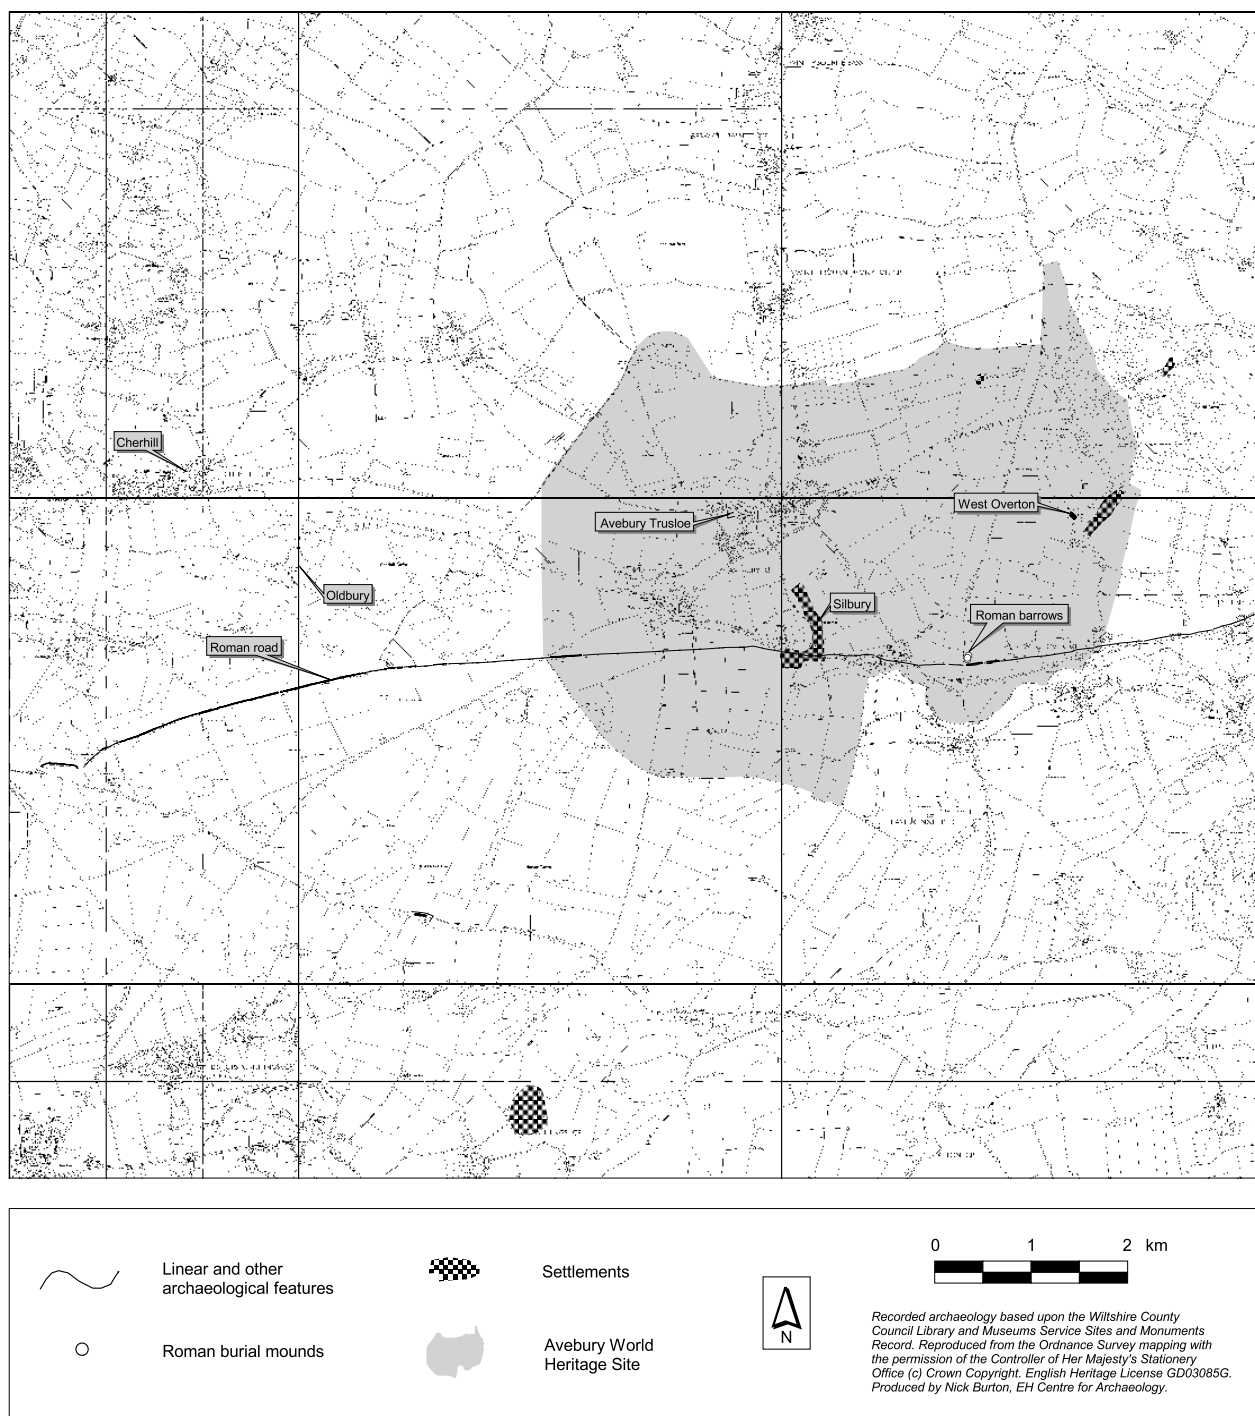 Cherhill
West Overton
Avebury Trusloe
Oldbury
Silbury
Roman barrows
Roman road
Linear and other
archaeological features
Roman burial mounds
Settlements
Avebury World
Heritage Site
N
0 1 2 km
Recorded archaeology based upon the Wiltshire County
Council Library and Museums Service Sites and Monuments
Record. Reproduced from the Ordnance Survey mapping with
the permission of the Controller of Her Majesty's Stationery
Office (c) Crown Copyright. English Heritage License GD03085G.
Produced by Nick Burton, EH Centre for Archaeology.